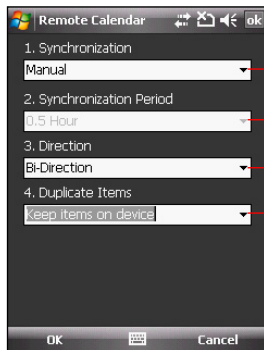 Remote Calendar ok
1. Synchronization
Manual
2. Synchronization Period
0.5 Hour
3. Direction
Bi-Direction
4. Duplicate Items
Keep items on device
OK Cancel